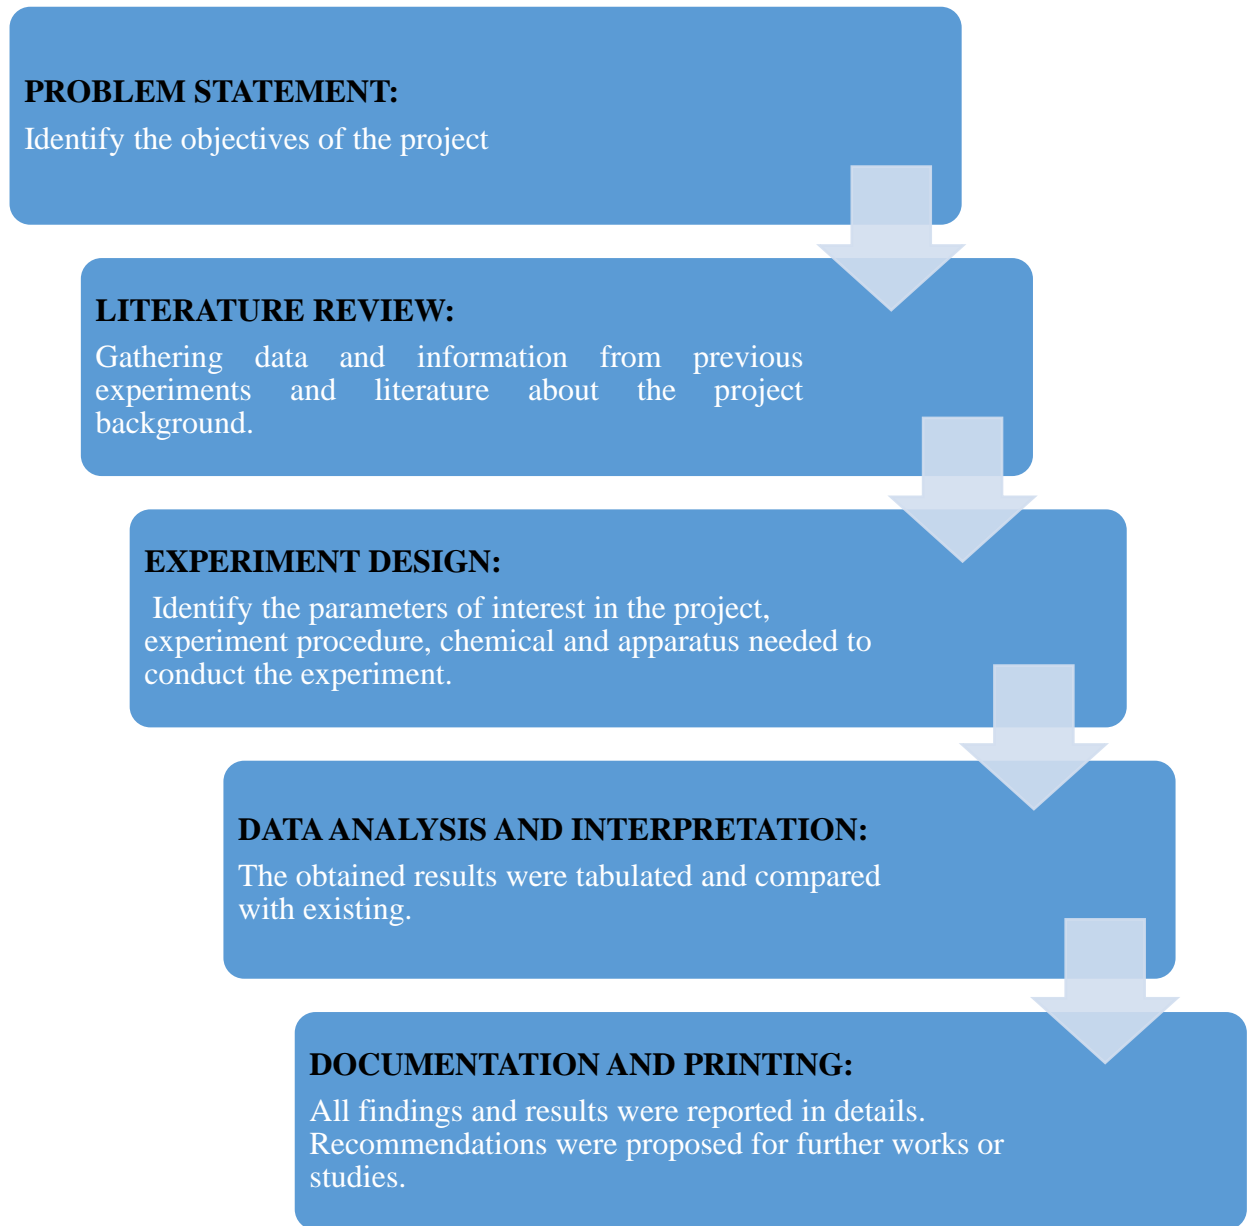 PROBLEM STATEMENT:
Identify the objectives of the project
LITERATURE REVIEW:
Gathering data and information from previous
experiments and literature about the project
background.
EXPERIMENT DESIGN:
Identify the parameters of interest in the project,
experiment procedure, chemical and apparatus needed to
conduct the experiment.
DATA ANALYSIS AND INTERPRETATION:
The obtained results were tabulated and compared
with existing.
DOCUMENTATION AND PRINTING:
All findings and results were reported in details.
Recommendations were proposed for further works or
studies.